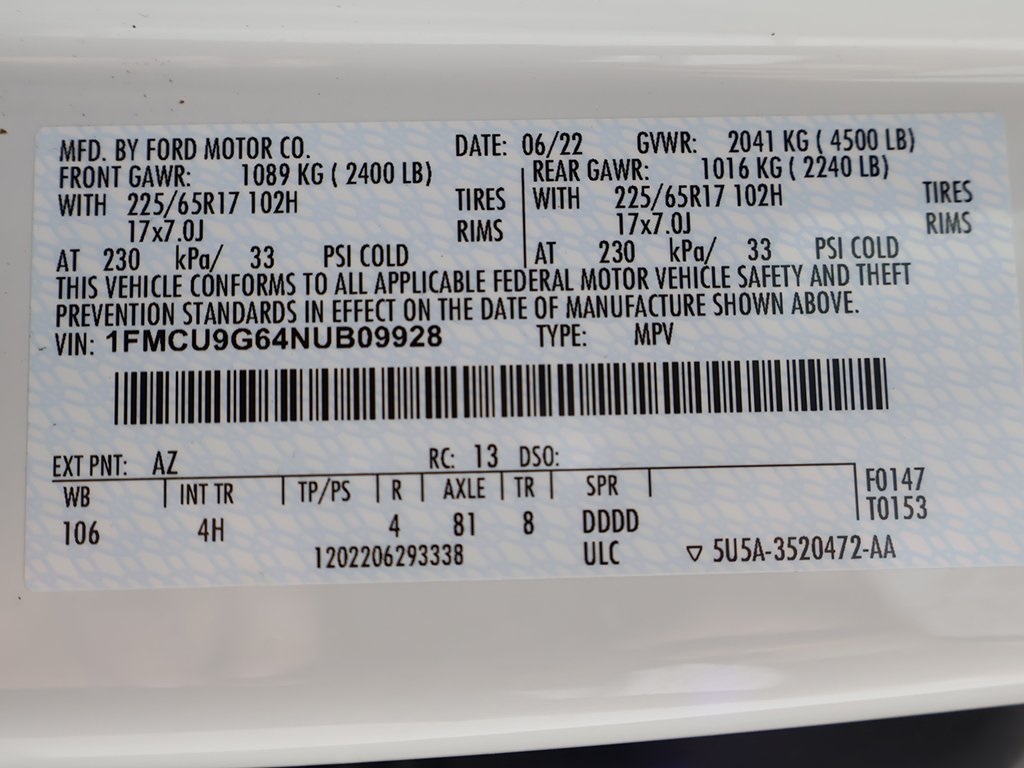 MFD. BY FORD MOTOR CO. DATE: 06/22 GVWR: 2041 KG ( 4500 LB)
FRONT GAWR: 1089 KG ( 2400 LB) REAR GAWR: 1016 KG ( 2240 LB)
WITH 225/65R17 102H TIRES WITH 225/65R17 102H TIRES
17x7.0J RIMS 17x7.0J RIMS
AT 230 kPa/ 33 PSI COLD AT 230 kPa/ 33 PSI COLD
THIS VEHICLE CONFORMS TO ALL APPLICABLE FEDERAL MOTOR VEHICLE SAFETY AND THEFT
PREVENTION STANDARDS IN EFFECT ON THE DATE OF MANUFACTURE SHOWN ABOVE.
VIN: 1FMCU9G64NUB09928 TYPE: MPV
EXT PNT: AZ RC: 13 DSO:
WB INT TR TP/PS R AXLE TR SPR F0147
T0153
106 4H 4 81 8 DDDD
1202206293338 ULC ▽ 5U5A-3520472-AA